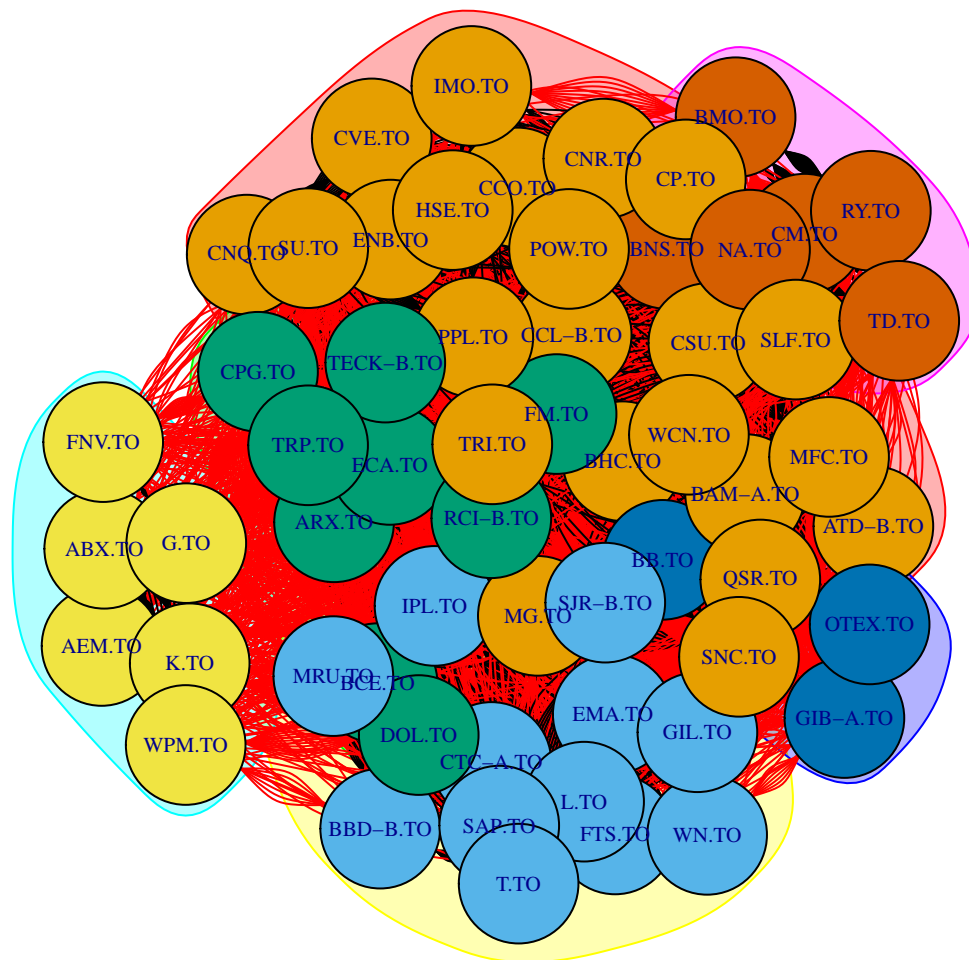 IMO.TO
BMO.TO
CVE.TO
CNR.TO
CP.TO
CCO.TO
HSE.TO
RY.TO
CM.TO
CNQ.TO
SU.TO
ENB.TO
POW.TO
BNS.TO
NA.TO
TD.TO
PPL.TO
CCL−B.TO
CSU.TO
SLF.TO
CPG.TO
TECK−B.TO
FM.TO
FNV.TO
TRP.TO
ECA.TO
TRI.TO
BHC.TO
WCN.TO
MFC.TO
BAM−A.TO
ARX.TO
RCI−B.TO
ATD−B.TO
ABX.TO
G.TO
BB.TO
QSR.TO
IPL.TO
MG.TO
SJR−B.TO
OTEX.TO
AEM.TO
K.TO
SNC.TO
MRU.TO
BCE.TO
EMA.TO
GIL.TO
GIB−A.TO
WPM.TO
DOL.TO
CTC−A.TO
L.TO
BBD−B.TO
SAP.TO
FTS.TO
WN.TO
T.TO